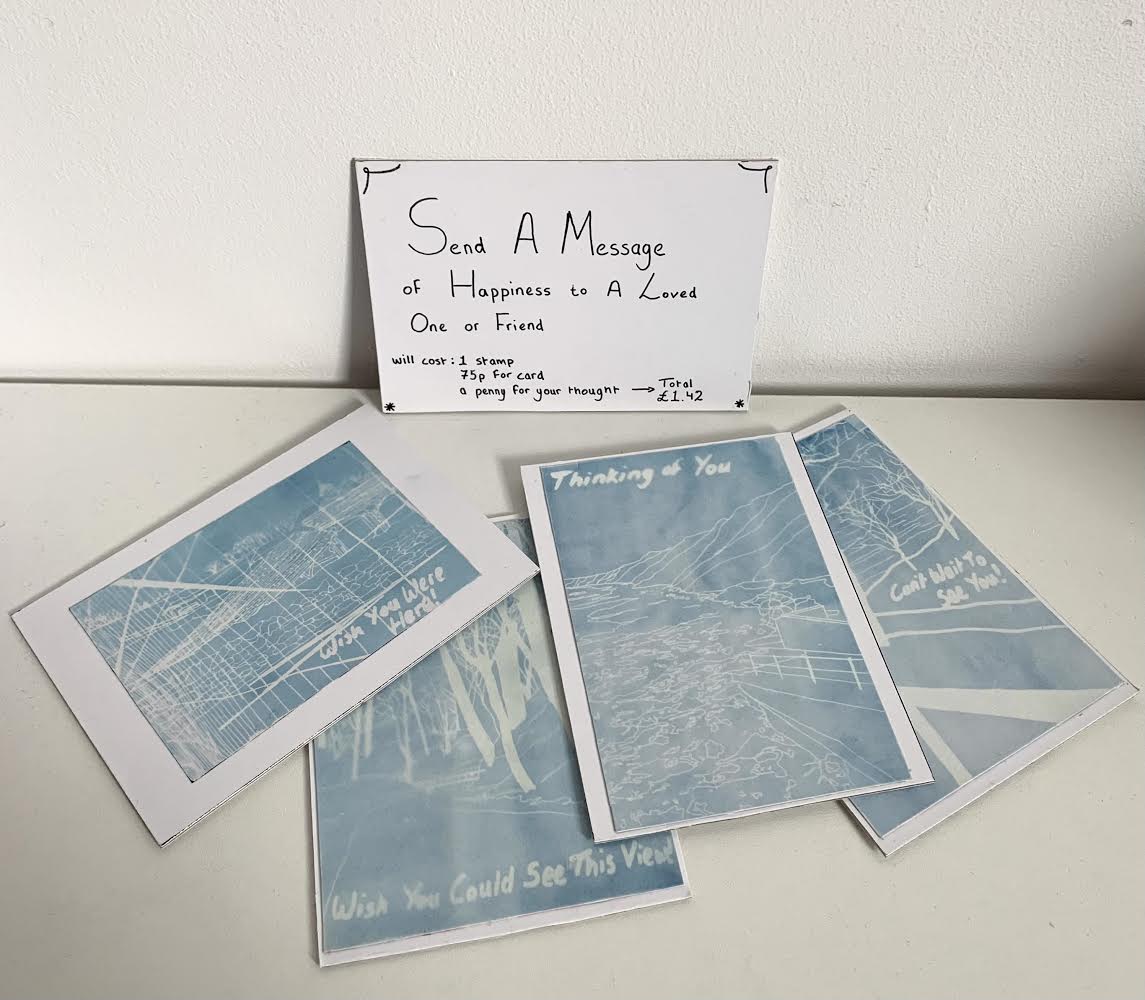 Send A Message
of Happiness to A Loved
One or Friend
will cost: 1 stamp
75p for card
a penny for your thought → Total
£1.42
Wish You Were
Here!
Wish You Could See This View!
Thinking of You
Can't Wait To
See You!